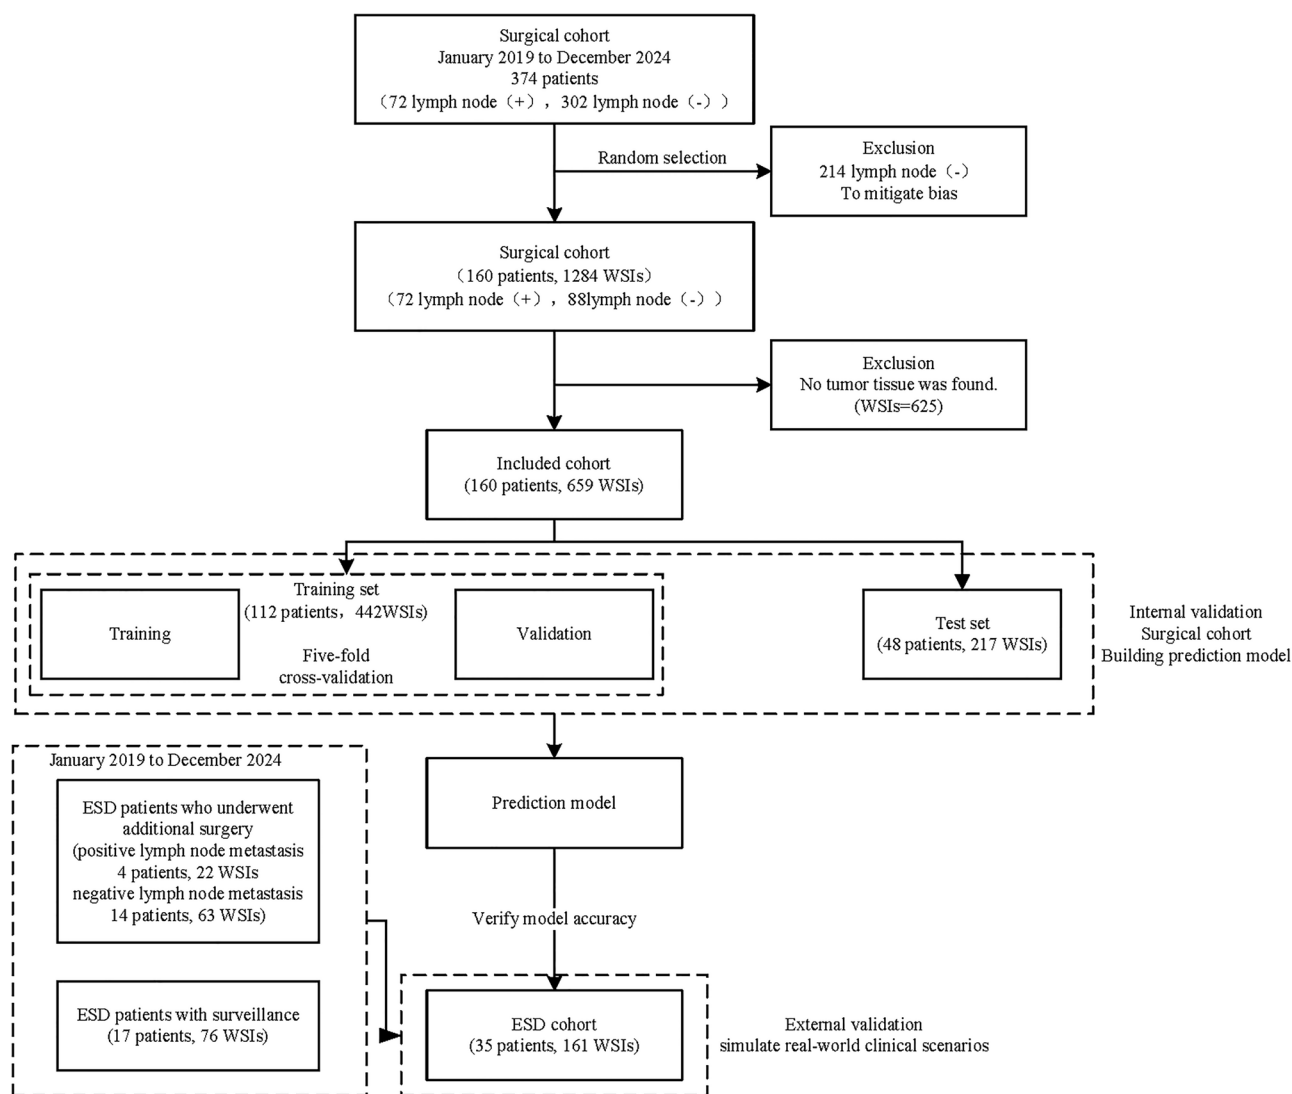 Surgical cohort
January 2019 to December 2024
374 patients
（72 lymph node（+），302 lymph node（-））
Random selection
Exclusion
214 lymph node（-）
To mitigate bias
Surgical cohort
（160 patients, 1284 WSIs）
（72 lymph node（+），88lymph node（-））
Exclusion
No tumor tissue was found.
(WSIs=625)
Included cohort
(160 patients, 659 WSIs)
Training set
(112 patients，442WSIs)
Training
Five-fold
cross-validation
Validation
Test set
(48 patients, 217 WSIs)
Internal validation
Surgical cohort
Building prediction model
January 2019 to December 2024
ESD patients who underwent
additional surgery
(positive lymph node metastasis
4 patients, 22 WSIs
negative lymph node metastasis
14 patients, 63 WSIs)
ESD patients with surveillance
(17 patients, 76 WSIs)
Prediction model
Verify model accuracy
ESD cohort
(35 patients, 161 WSIs)
External validation
simulate real-world clinical scenarios